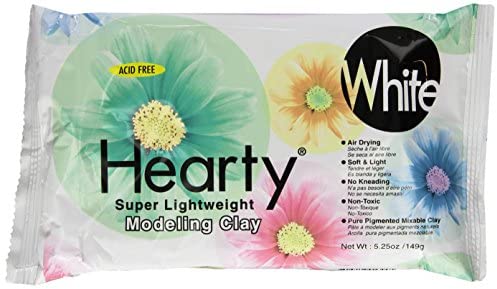 ACID FREE
White
Hearty®
Super Lightweight
Modeling Clay
Air Drying
Sèche à l'air libre
Se seca al aire libre
Soft & Light
Tendre et léger
Es blanda y ligera
No Kneading
N'a pas besoin d'être pétri
No se necesita amasar
Non-Toxic
Non-Toxique
No-Tóxico
Pure Pigmented Mixable Clay
Pâte à modeler aux pigments naturels
Arcilla pura pigmentada mezclable
Net Wt : 5.25oz/149g